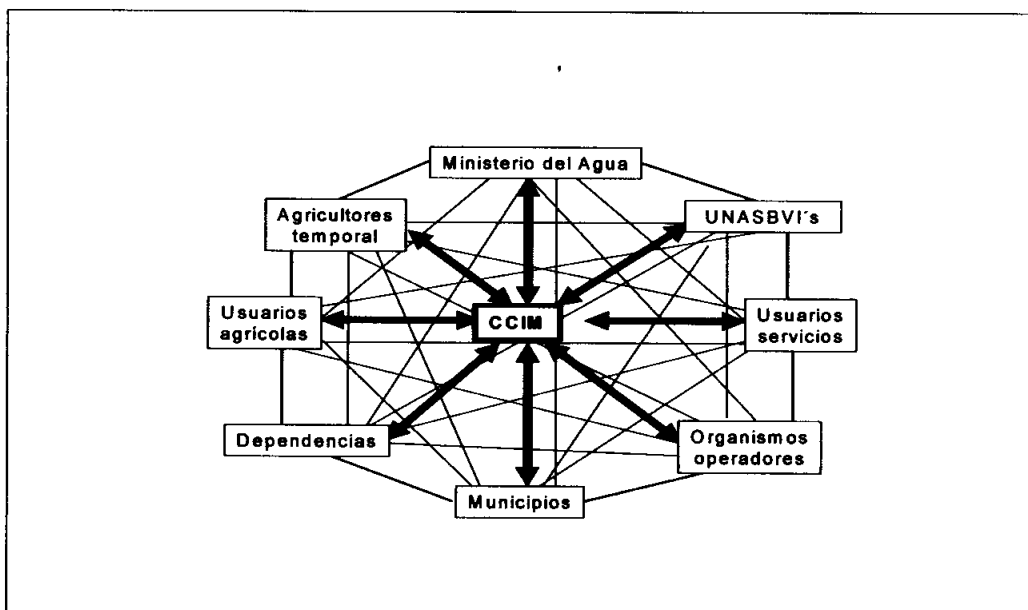 Ministerio del Agua
Agricultores
temporal
UNASBVI´s
Usuarios
agrícolas
CCIM
Usuarios
servicios
Dependencias
Organismos
operadores
Municipios